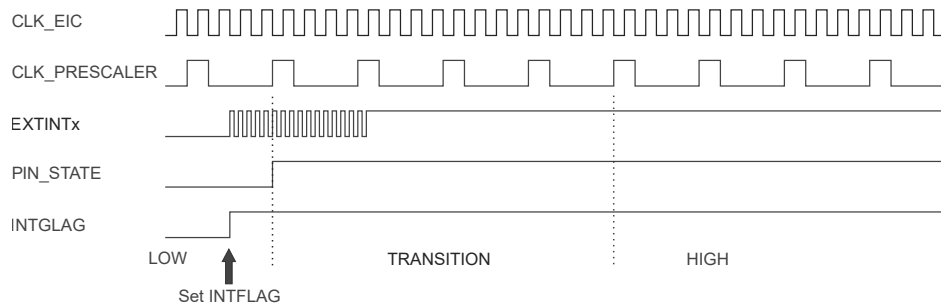 CLK_EIC
CLK_PRESCALER
EXTINTx
PIN_STATE
INTGLAG
LOW TRANSITION HIGH
Set INTFLAG